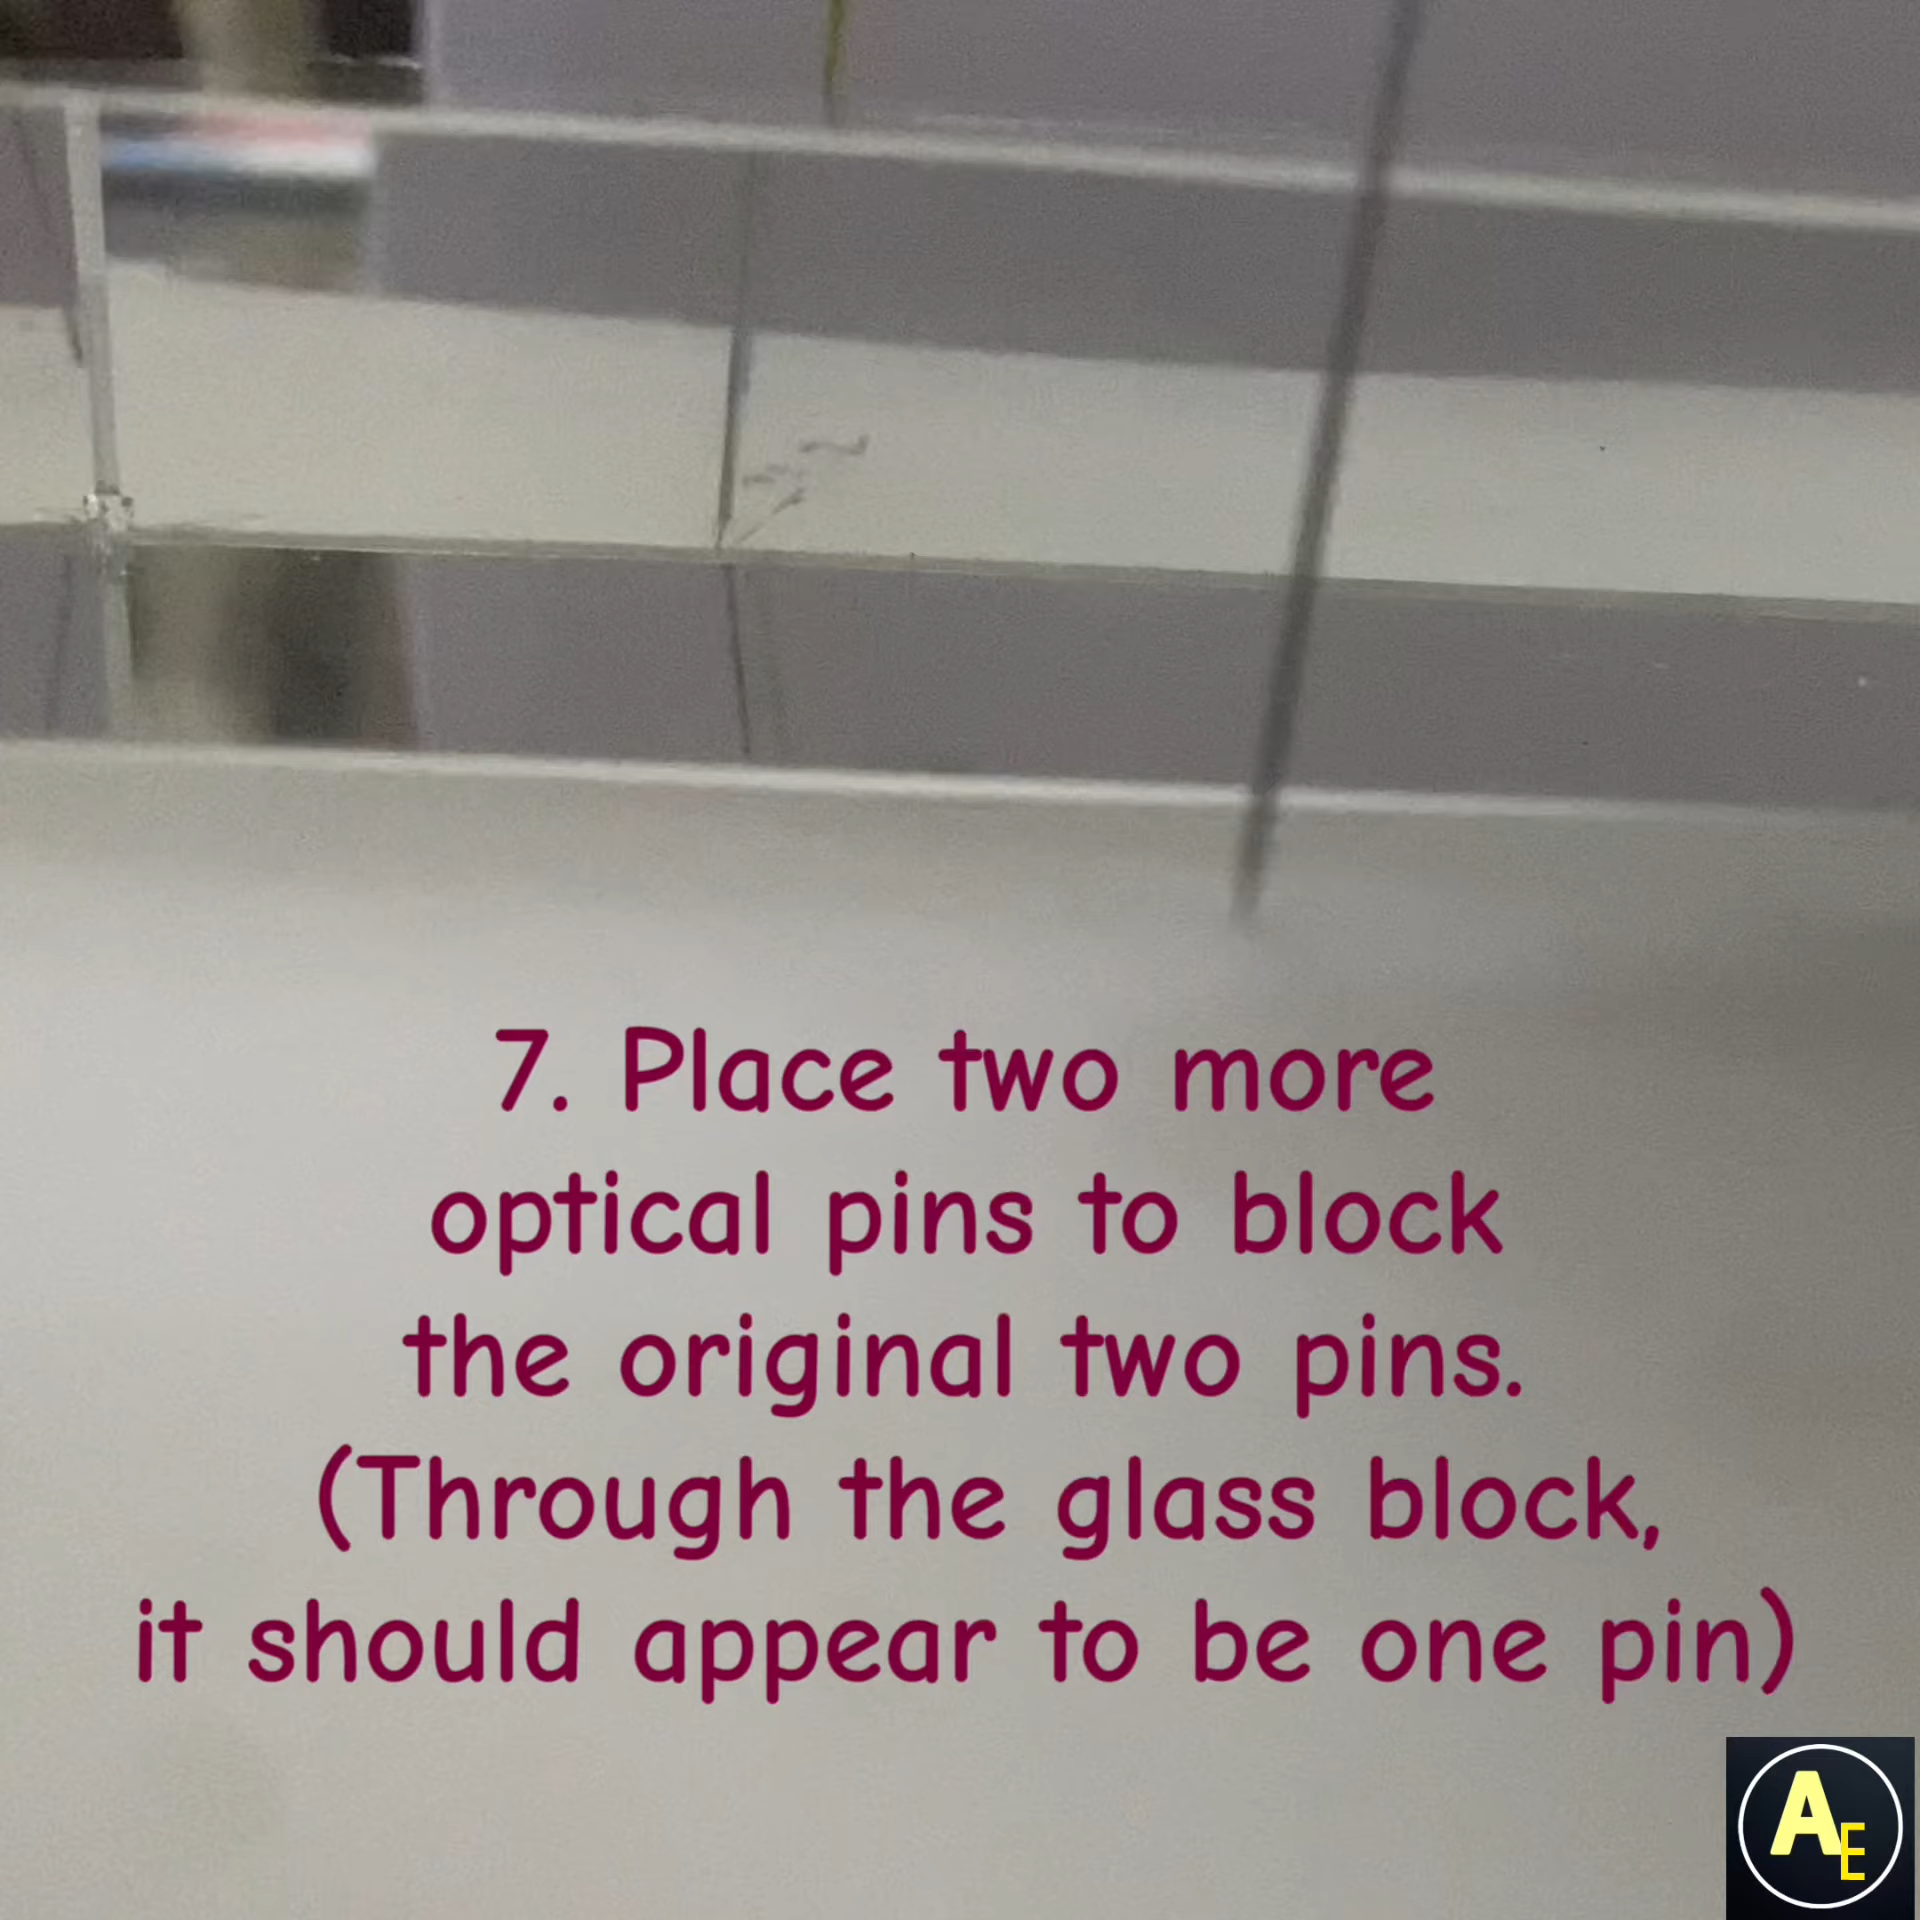 7. Place two more
optical pins to block
the original two pins.
(Through the glass block,
it should appear to be one pin)
AE